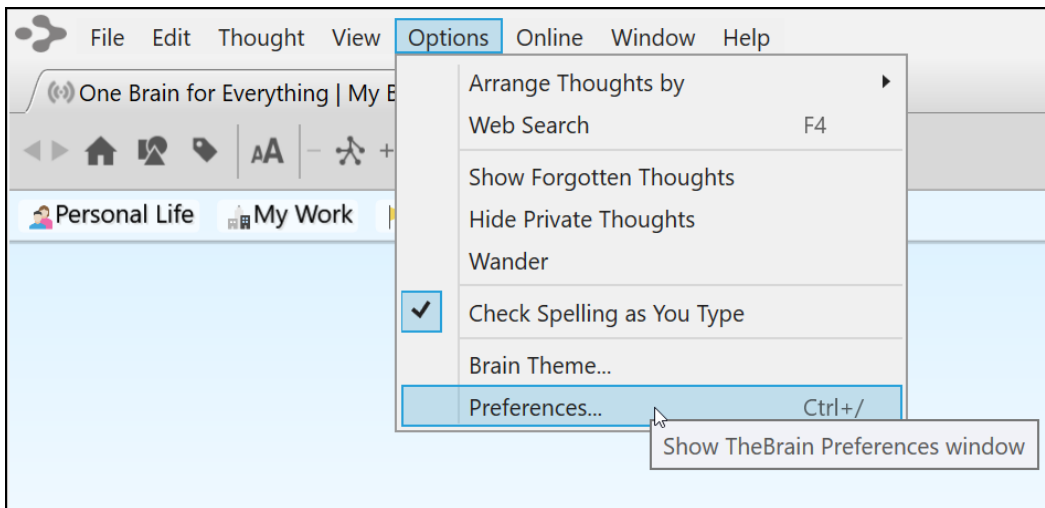 File Edit Thought View Options Online Window Help
One Brain for Everything | My
Arrange Thoughts by
Web Search F4
AA
Show Forgotten Thoughts
Personal Life My Work
Hide Private Thoughts
Wander
Check Spelling as You Type
Brain Theme...
Preferences... Ctrl+/
Show TheBrain Preferences window